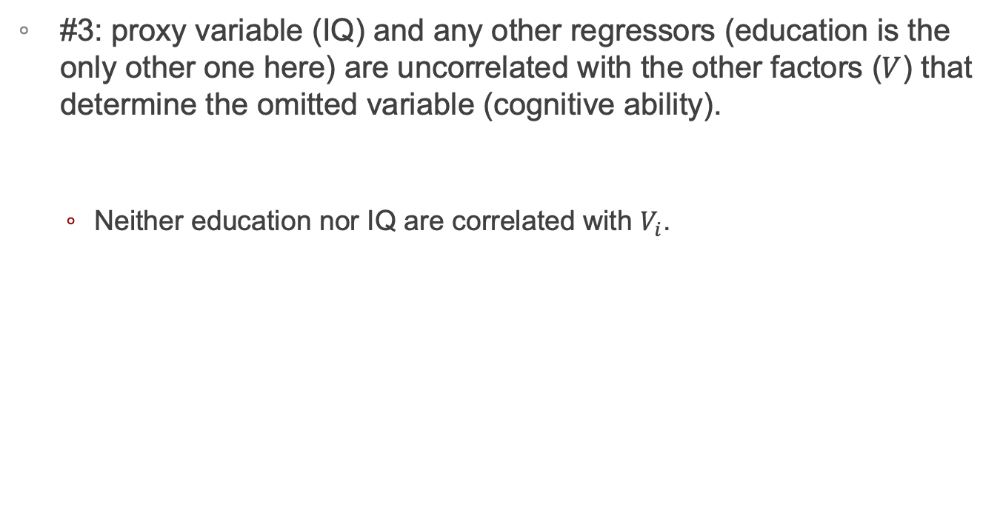 ◦ #3: proxy variable (IQ) and any other regressors (education is the
only other one here) are uncorrelated with the other factors (V) that
determine the omitted variable (cognitive ability).
◦ Neither education nor IQ are correlated with Vᵢ.